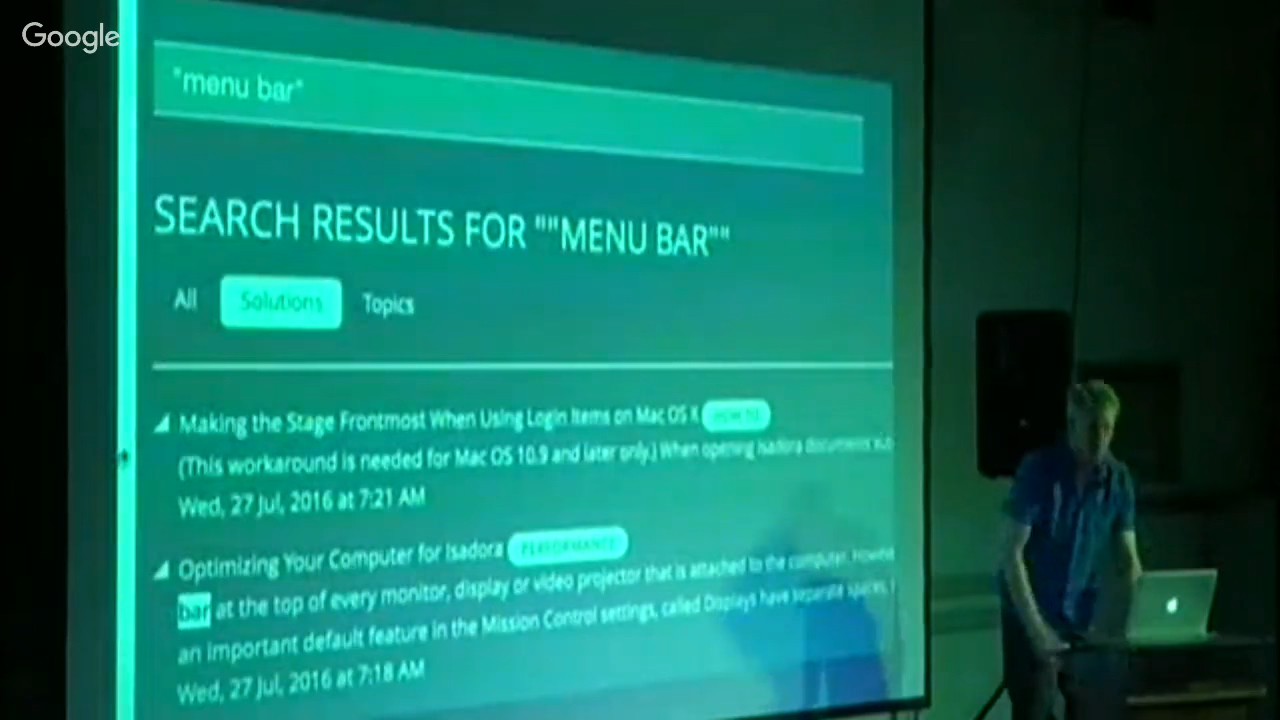 Google
"menu bar"
SEARCH RESULTS FOR ""MENU BAR""
All Solutions Topics
Making the Stage Frontmost When Using Login Items on Mac OS X HOW TO
(This workaround is needed for Mac OS 10.9 and later only.) When opening Isadora documents
Wed, 27 Jul, 2016 at 7:21 AM
Optimizing Your Computer for Isadora PERFORMANCE
bar at the top of every monitor, display or video projector that is attached to the computer.
an important default feature in the Mission Control settings, called Displays have separate spaces,
Wed, 27 Jul, 2016 at 7:18 AM